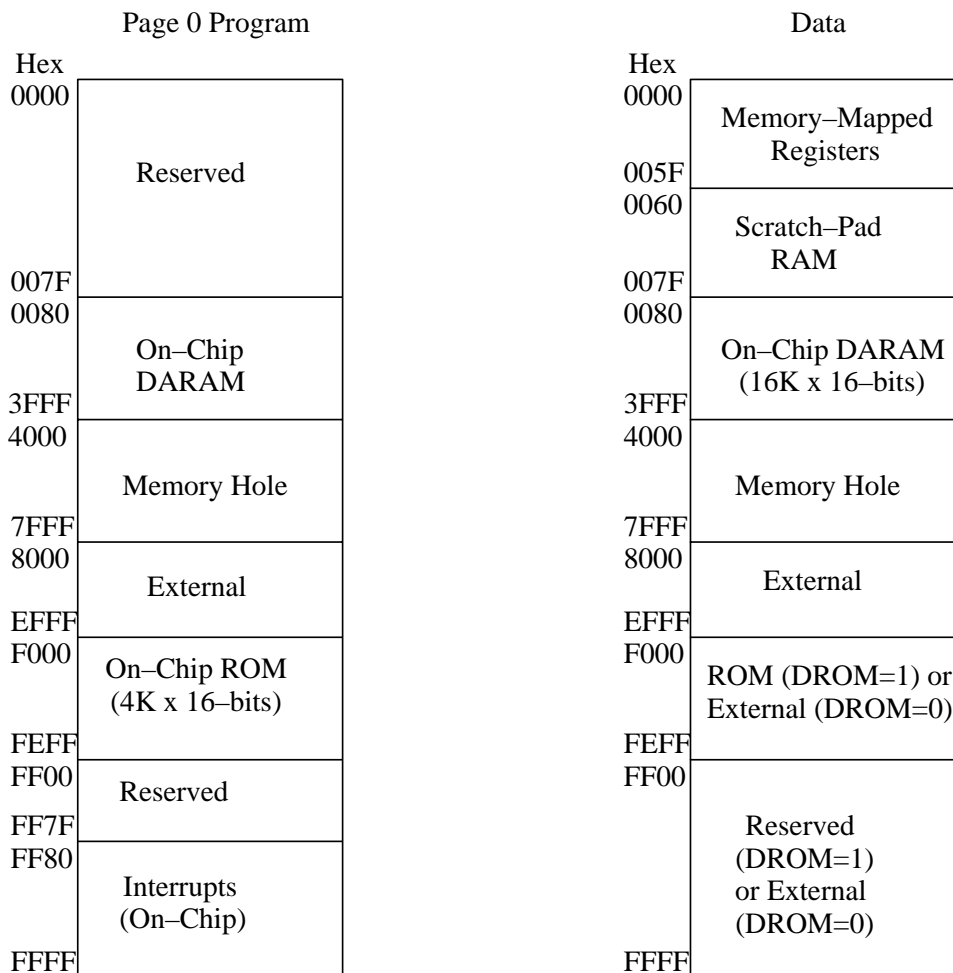 Page 0 Program
Hex
0000
Reserved
007F
0080
On–Chip
DARAM
3FFF
4000
Memory Hole
7FFF
8000
External
EFFF
F000
On–Chip ROM
(4K x 16–bits)
FEFF
FF00
Reserved
FF7F
FF80
Interrupts
(On–Chip)
FFFF
Data
Hex
0000
Memory–Mapped
Registers
005F
0060
Scratch–Pad
RAM
007F
0080
On–Chip DARAM
(16K x 16–bits)
3FFF
4000
Memory Hole
7FFF
8000
External
EFFF
F000
ROM (DROM=1) or
External (DROM=0)
FEFF
FF00
Reserved
(DROM=1)
or External
(DROM=0)
FFFF